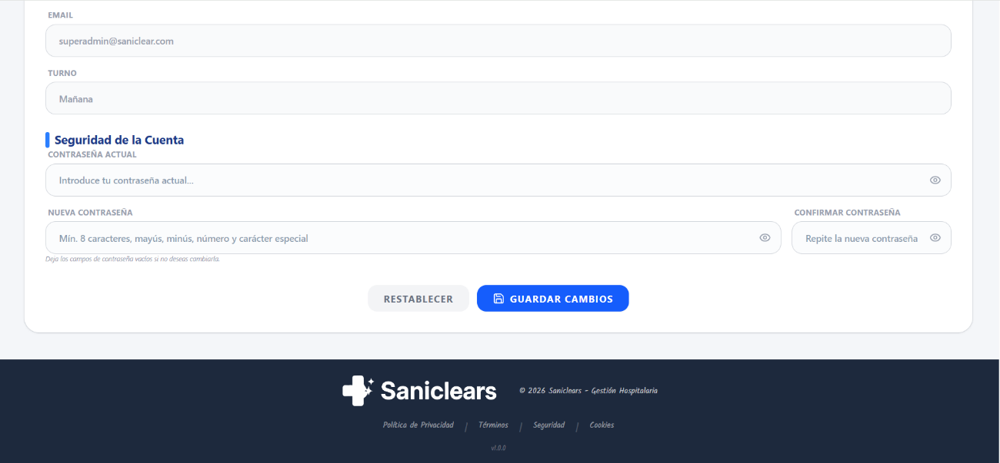 EMAIL
superadmin@saniclear.com
TURNO
Mañana
Seguridad de la Cuenta
CONTRASEÑA ACTUAL
Introduce tu contraseña actual...
NUEVA CONTRASEÑA
CONFIRMAR CONTRASEÑA
Mín. 8 caracteres, mayús, minús, número y carácter especial
Repite la nueva contraseña
Deja los campos de contraseña vacíos si no deseas cambiarla.
RESTABLECER
GUARDAR CAMBIOS
Saniclears
© 2026 Saniclears - Gestión Hospitalaria
Política de Privacidad / Términos / Seguridad / Cookies
v1.0.0